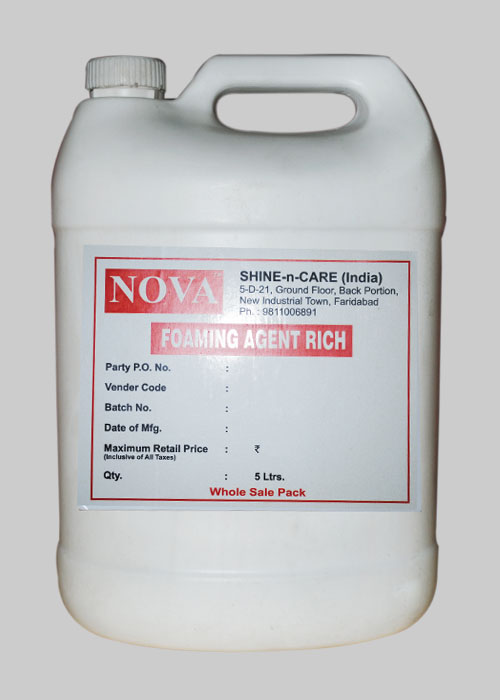 NOVA
SHINE-n-CARE (India)
5-D-21, Ground Floor, Back Portion,
New Industrial Town, Faridabad
Ph. : 9811006891
FOAMING AGENT RICH
Party P.O. No. :
Vender Code :
Batch No. :
Date of Mfg. :
Maximum Retail Price : ₹
(Inclusive of All Taxes)
Qty. : 5 Ltrs.
Whole Sale Pack